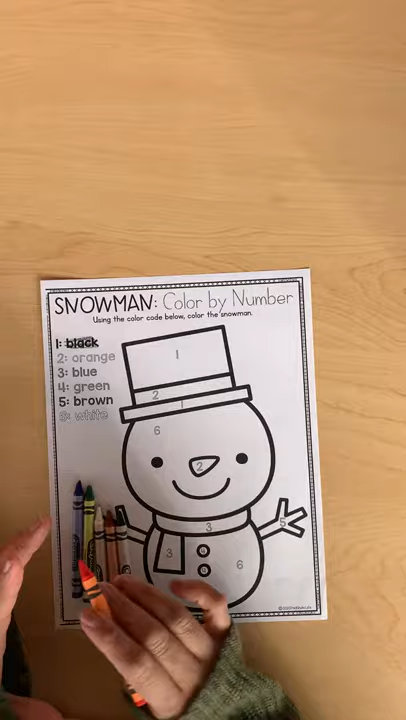 SNOWMAN: Color by Number
Using the color code below, color the snowman.
1: black
2: orange
3: blue
4: green
5: brown
6: white
1
2
1
6
2
3
5
3
6